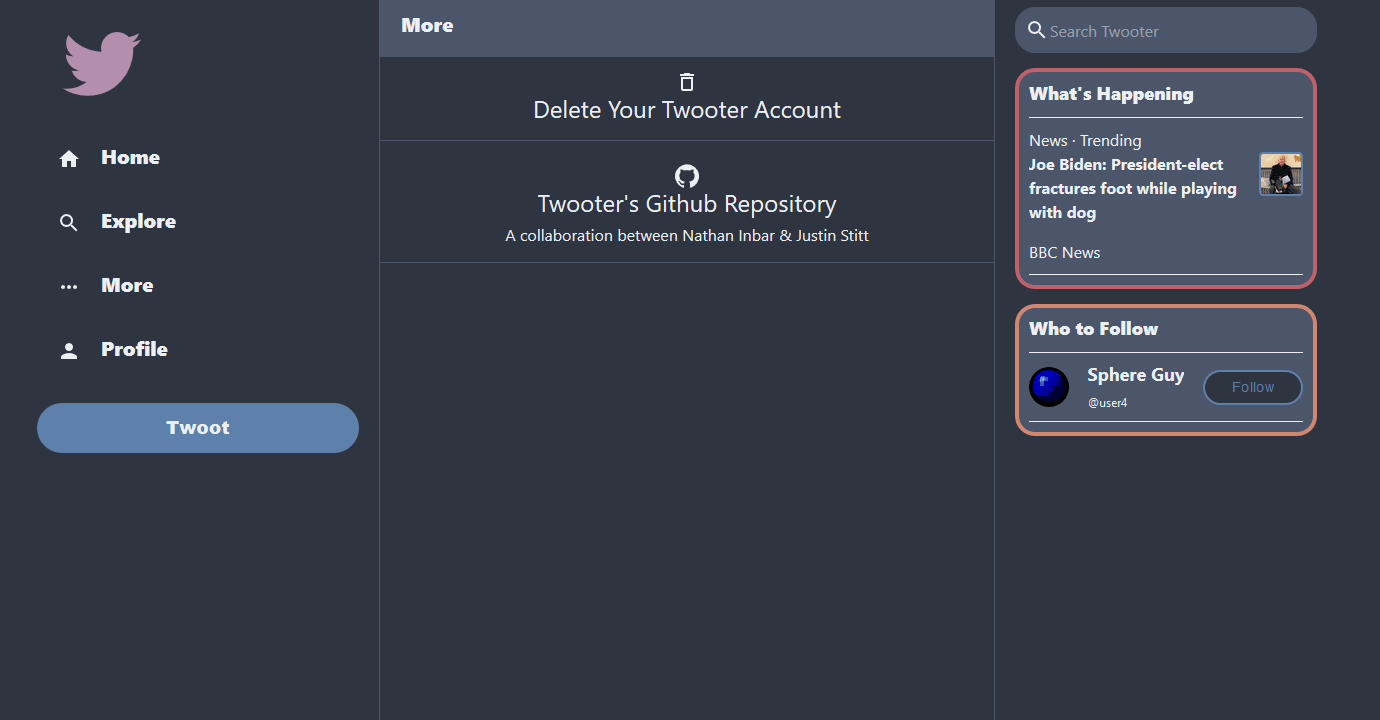 Home
Explore
More
Profile
Twoot
More
Delete Your Twooter Account
Twooter's Github Repository
A collaboration between Nathan Inbar & Justin Stitt
Search Twooter
What's Happening
News · Trending
Joe Biden: President-elect
fractures foot while playing
with dog
BBC News
Who to Follow
Sphere Guy
@user4
Follow